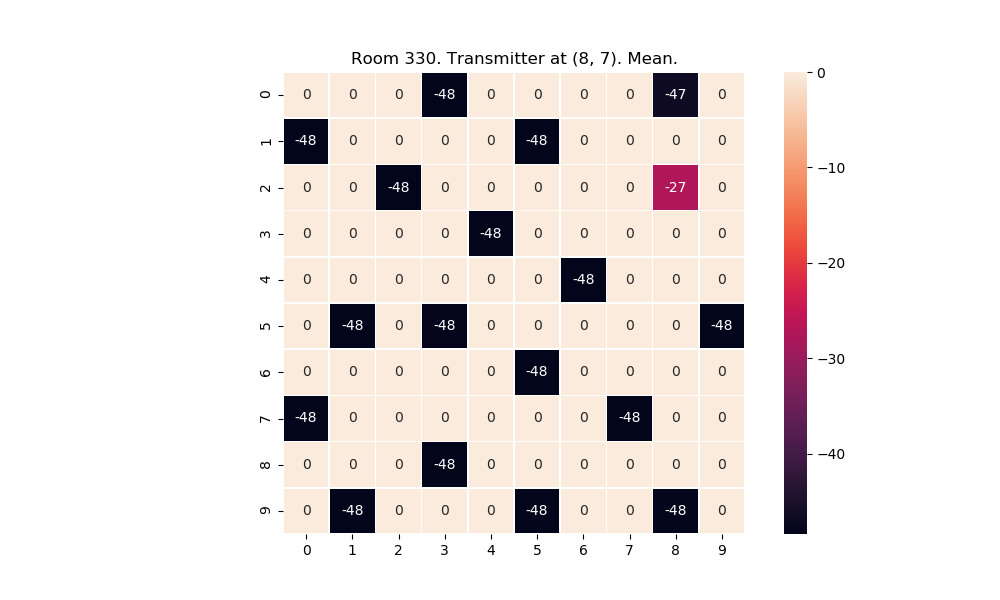 Room 330. Transmitter at (8, 7). Mean.
0 0 0 0 -48 0 0 0 0 -47 0
1 -48 0 0 0 0 -48 0 0 0 0
2 0 0 -48 0 0 0 0 0 -27 0
3 0 0 0 0 -48 0 0 0 0 0
4 0 0 0 0 0 0 -48 0 0 0
5 0 -48 0 -48 0 0 0 0 0 -48
6 0 0 0 0 0 -48 0 0 0 0
7 -48 0 0 0 0 0 0 -48 0 0
8 0 0 0 -48 0 0 0 0 0 0
9 0 -48 0 0 0 -48 0 0 -48 0
0 1 2 3 4 5 6 7 8 9
0
−10
−20
−30
−40